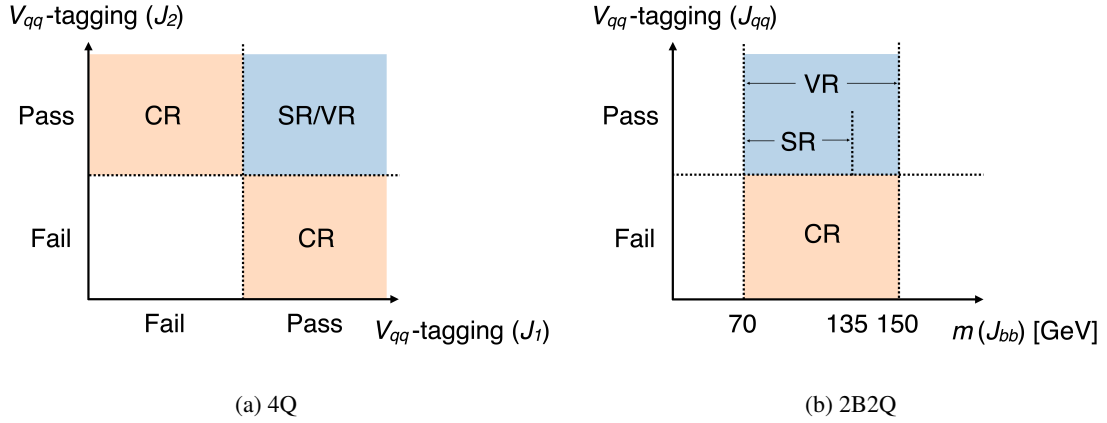 V_qq-tagging (J_2)
Pass
CR
SR/VR
Fail
CR
Fail
Pass
V_qq-tagging (J_1)
(a) 4Q
V_qq-tagging (J_qq)
VR
Pass
SR
Fail
CR
70
135
150
m (J_bb) [GeV]
(b) 2B2Q